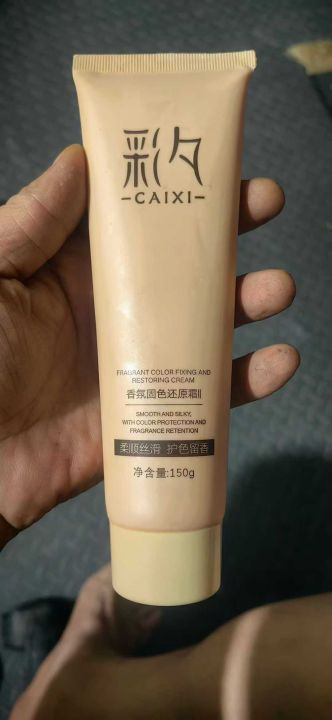 彩夕
-CAIXI-
FRAGRANT COLOR FIXING AND
RESTORING CREAM
香氛固色还原霜||
SMOOTH AND SILKY,
WITH COLOR PROTECTION AND
FRAGRANCE RETENTION
柔顺丝滑 护色留香
净含量:150g